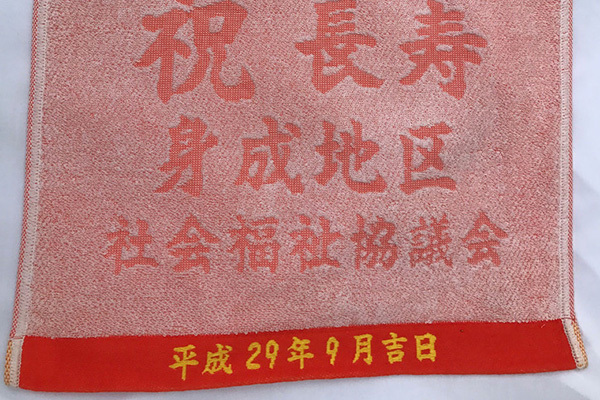 祝 長寿
身成地区
社会福祉協議会
平成29年9月吉日